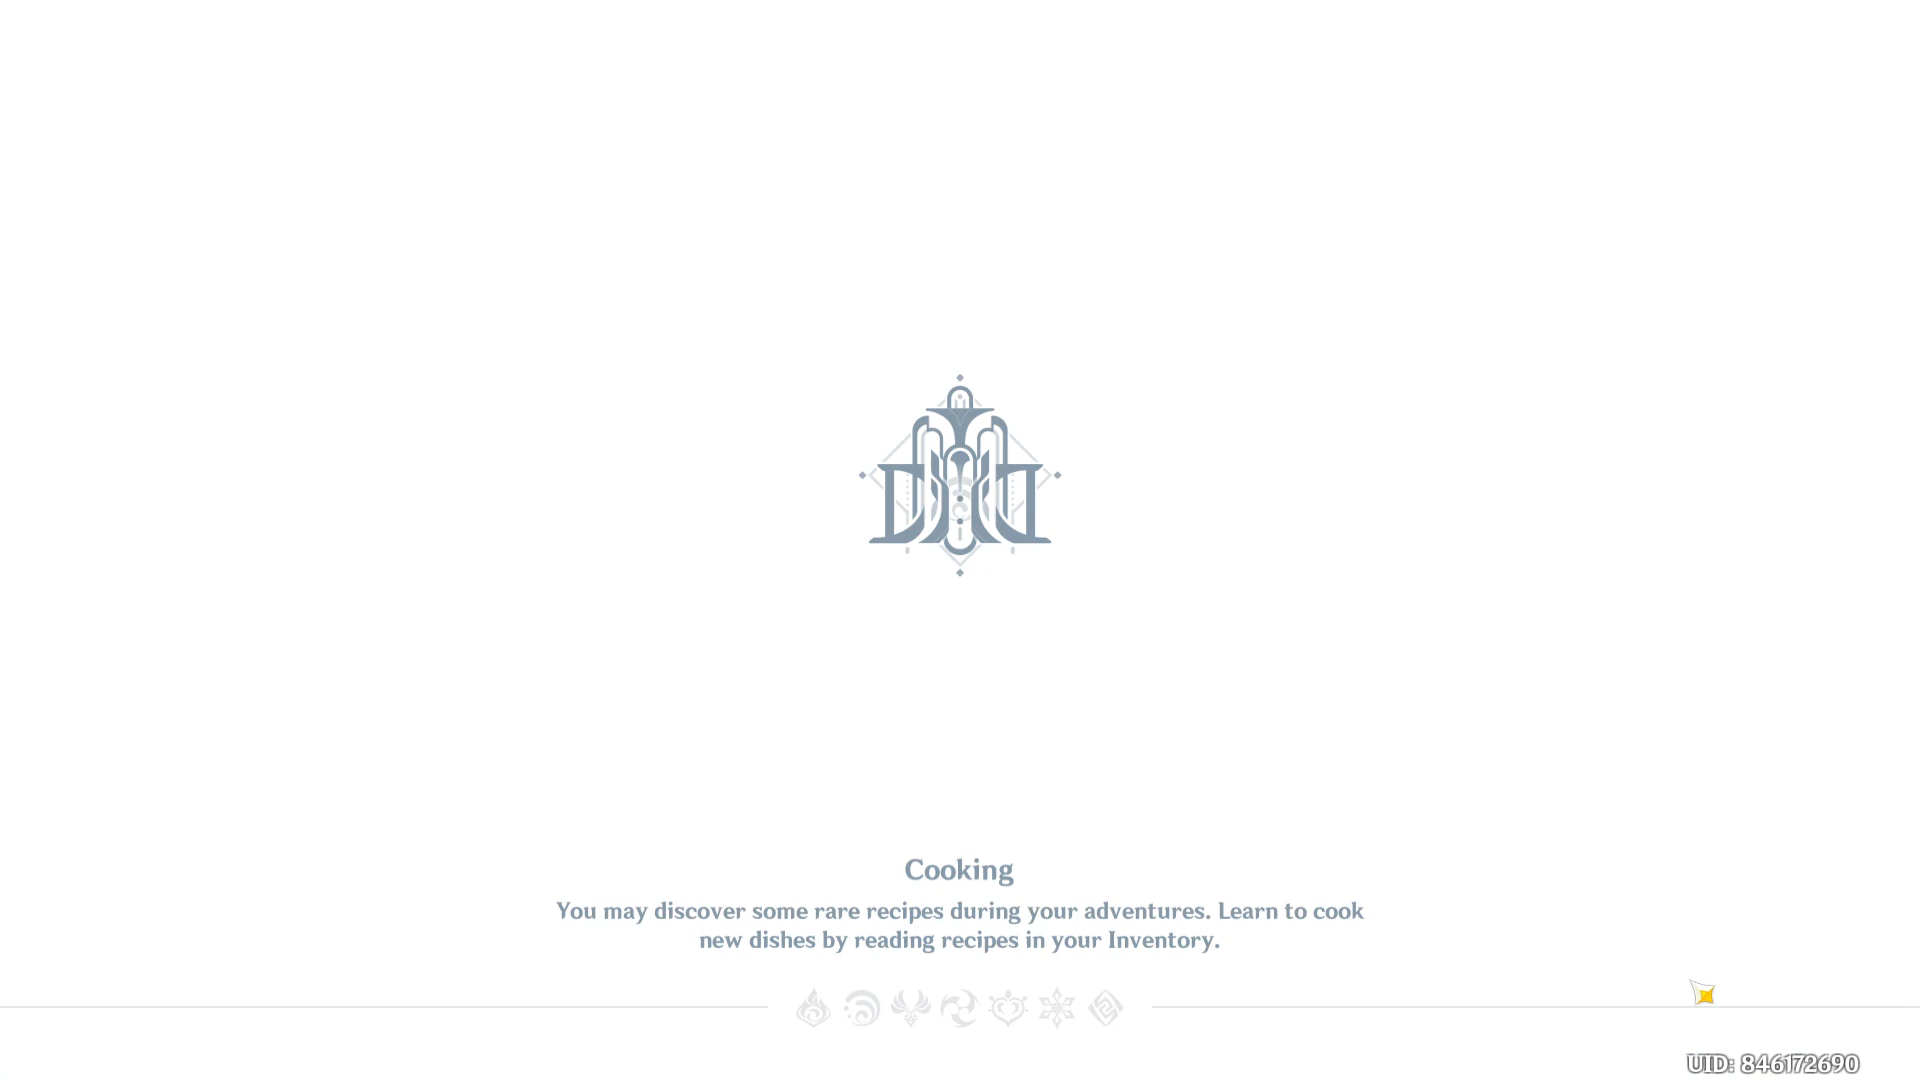 Cooking
You may discover some rare recipes during your adventures. Learn to cook
new dishes by reading recipes in your Inventory.
UID: 846172690